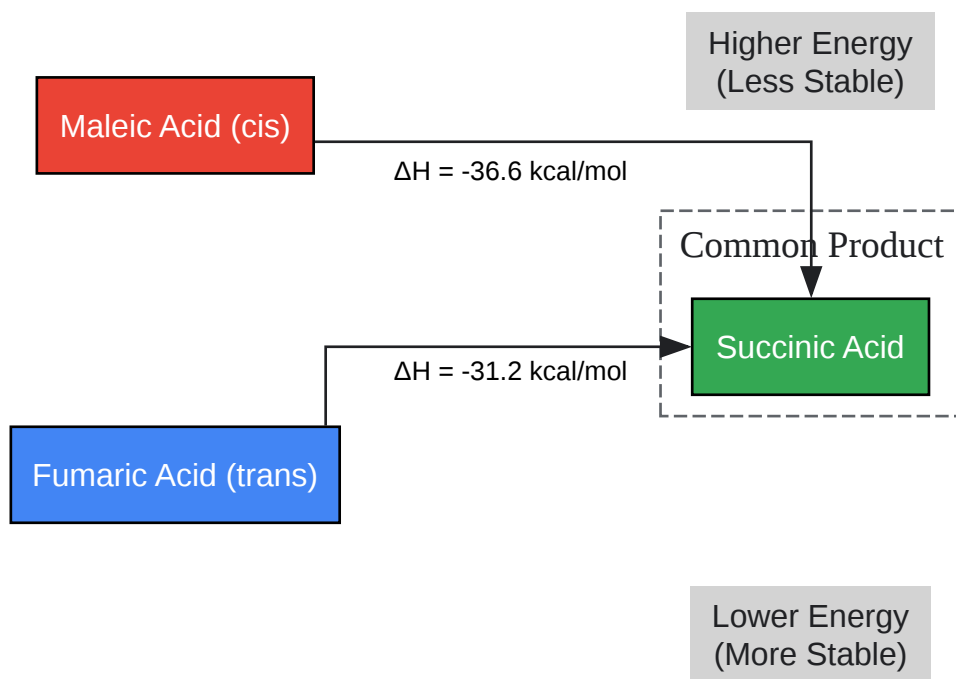 Higher Energy
(Less Stable)
Maleic Acid (cis)
ΔH = -36.6 kcal/mol
Common Product
Succinic Acid
ΔH = -31.2 kcal/mol
Fumaric Acid (trans)
Lower Energy
(More Stable)